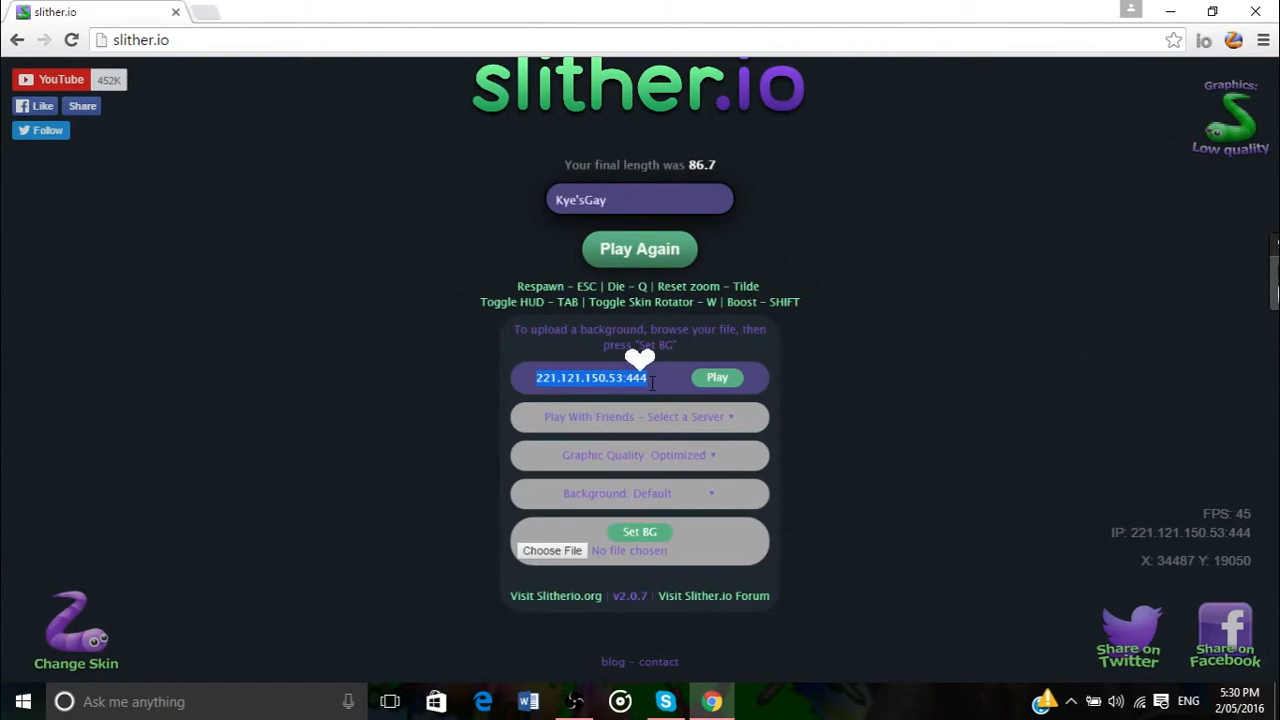 slither.io
slither.io
YouTube 452K
Like Share
Follow
slither.io
Graphics:
Low quality
Your final length was 86.7
Kye'sGay
Play Again
Respawn – ESC | Die – Q | Reset zoom – Tilde
Toggle HUD – TAB | Toggle Skin Rotator – W | Boost – SHIFT
To upload a background, browse your file, then
press "Set BG"
221.121.150.53:444 Play
Play With Friends – Select a Server
Graphic Quality: Optimized
Background: Default
Set BG
Choose File No file chosen
Visit Slitherio.org | v2.0.7 | Visit Slither.io Forum
FPS: 45
IP: 221.121.150.53:444
X: 34487 Y: 19050
Change Skin
Share on
Twitter
Share on
Facebook
blog – contact
Ask me anything
ENG
5:30 PM
2/05/2016